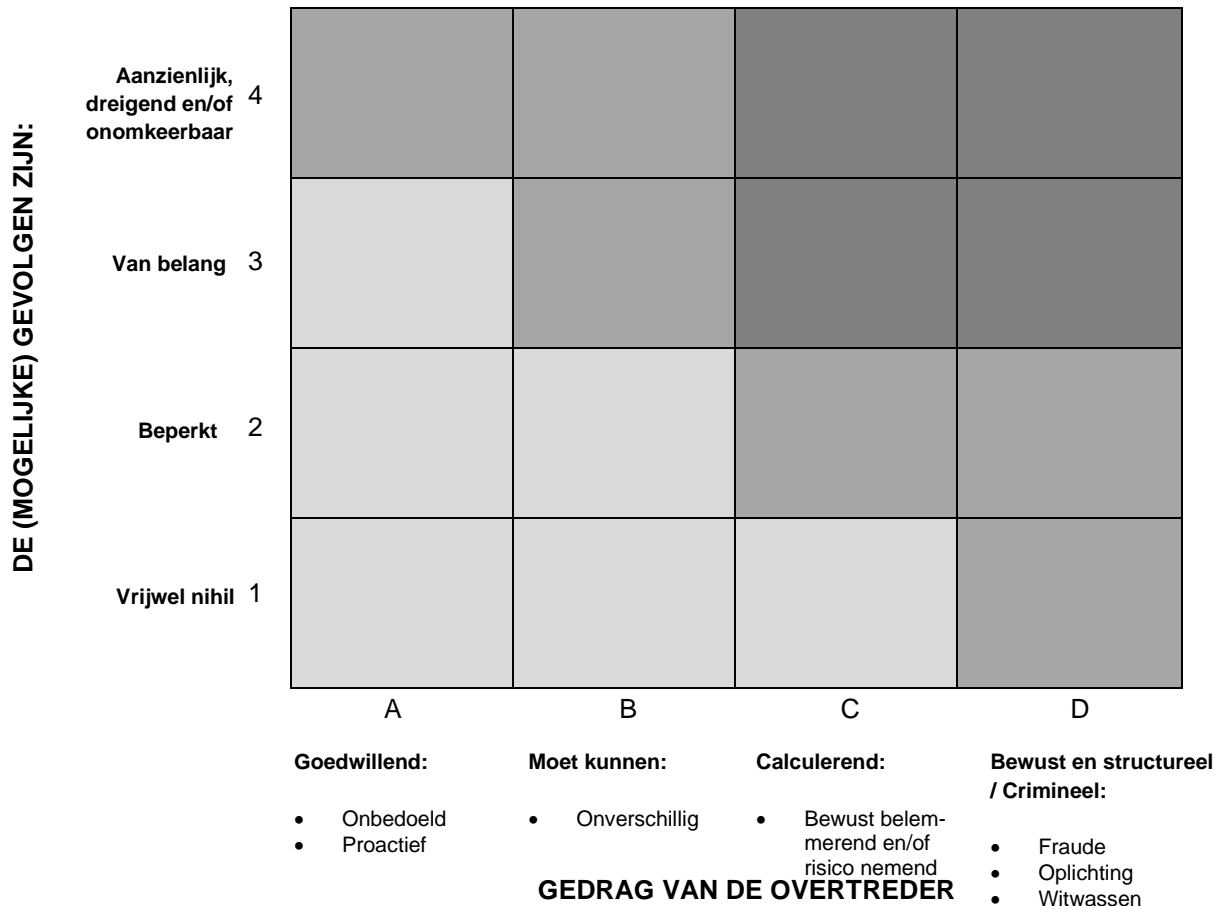 DE (MOGELIJKE) GEVOLGEN ZIJN:
Aanzienlijk,
dreigend en/of
onomkeerbaar
4
Van belang 3
Beperkt 2
Vrijwel nihil 1
A B C D
Goedwillend:
• Onbedoeld
• Proactief
Moet kunnen:
• Onverschillig
Calculerend:
• Bewust belem-
merend en/of
risico nemend
Bewust en structureel
/ Crimineel:
• Fraude
• Oplichting
• Witwassen
GEDRAG VAN DE OVERTREDER